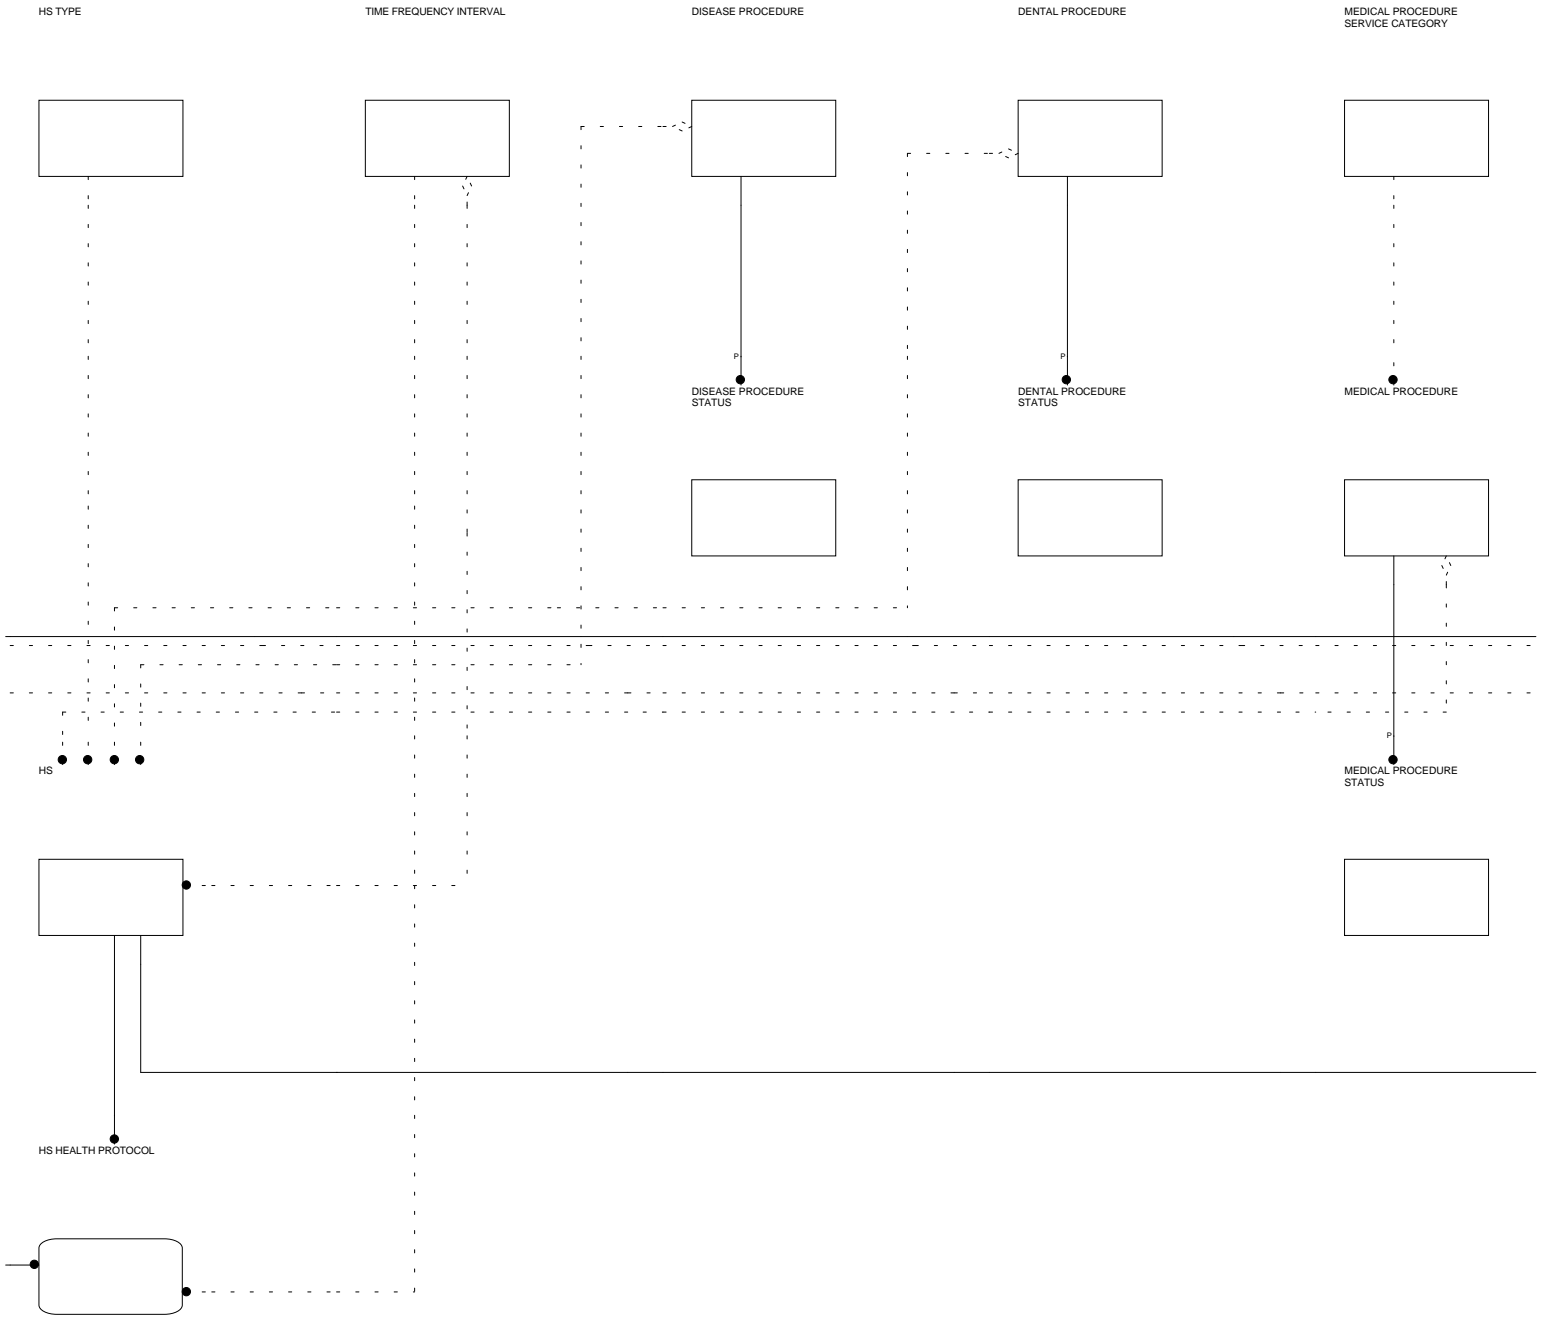 HS TYPE
TIME FREQUENCY INTERVAL
DISEASE PROCEDURE
DENTAL PROCEDURE
MEDICAL PROCEDURE
SERVICE CATEGORY
P
P
DISEASE PROCEDURE
STATUS
DENTAL PROCEDURE
STATUS
MEDICAL PROCEDURE
P
HS
MEDICAL PROCEDURE
STATUS
HS HEALTH PROTOCOL